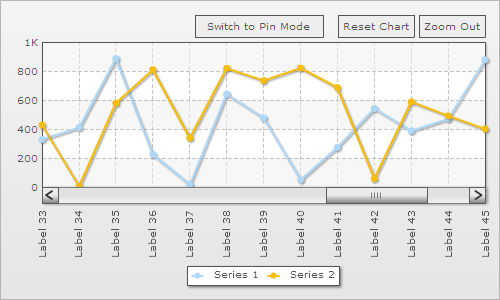 Switch to Pin Mode
Reset Chart
Zoom Out
1K
800
600
400
200
0
Label 33
Label 34
Label 35
Label 36
Label 37
Label 38
Label 39
Label 40
Label 41
Label 42
Label 43
Label 44
Label 45
Series 1
Series 2